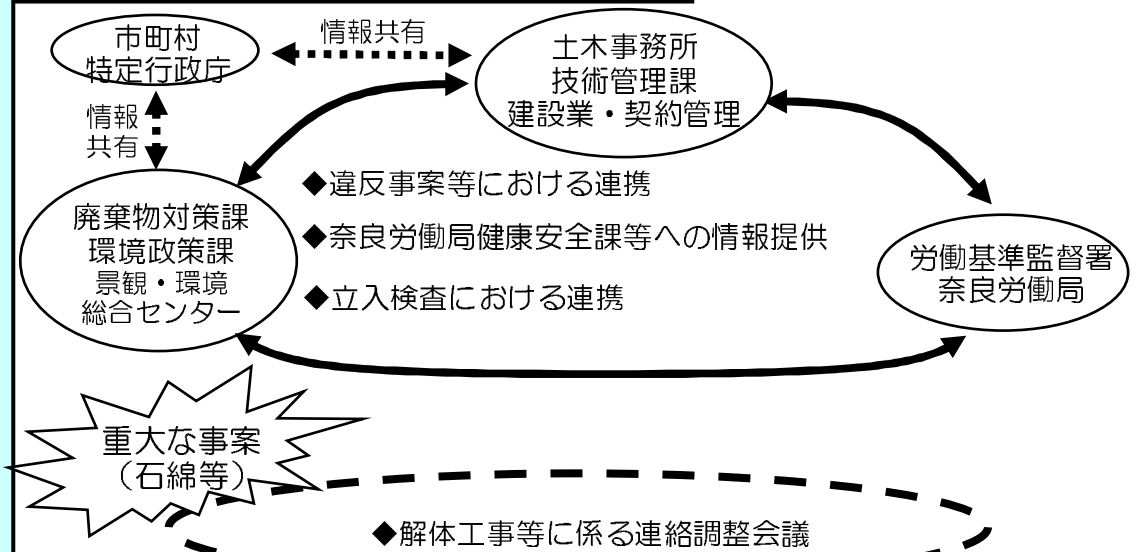 市町村
特定行政庁
情報共有
土木事務所
技術管理課
建設業・契約管理
情報
共有
◆違反事案等における連携
◆奈良労働局健康安全課等への情報提供
◆立入検査における連携
廃棄物対策課
環境政策課
景観・環境
総合センター
労働基準監督署
奈良労働局
重大な事案
（石綿等）
◆解体工事等に係る連絡調整会議